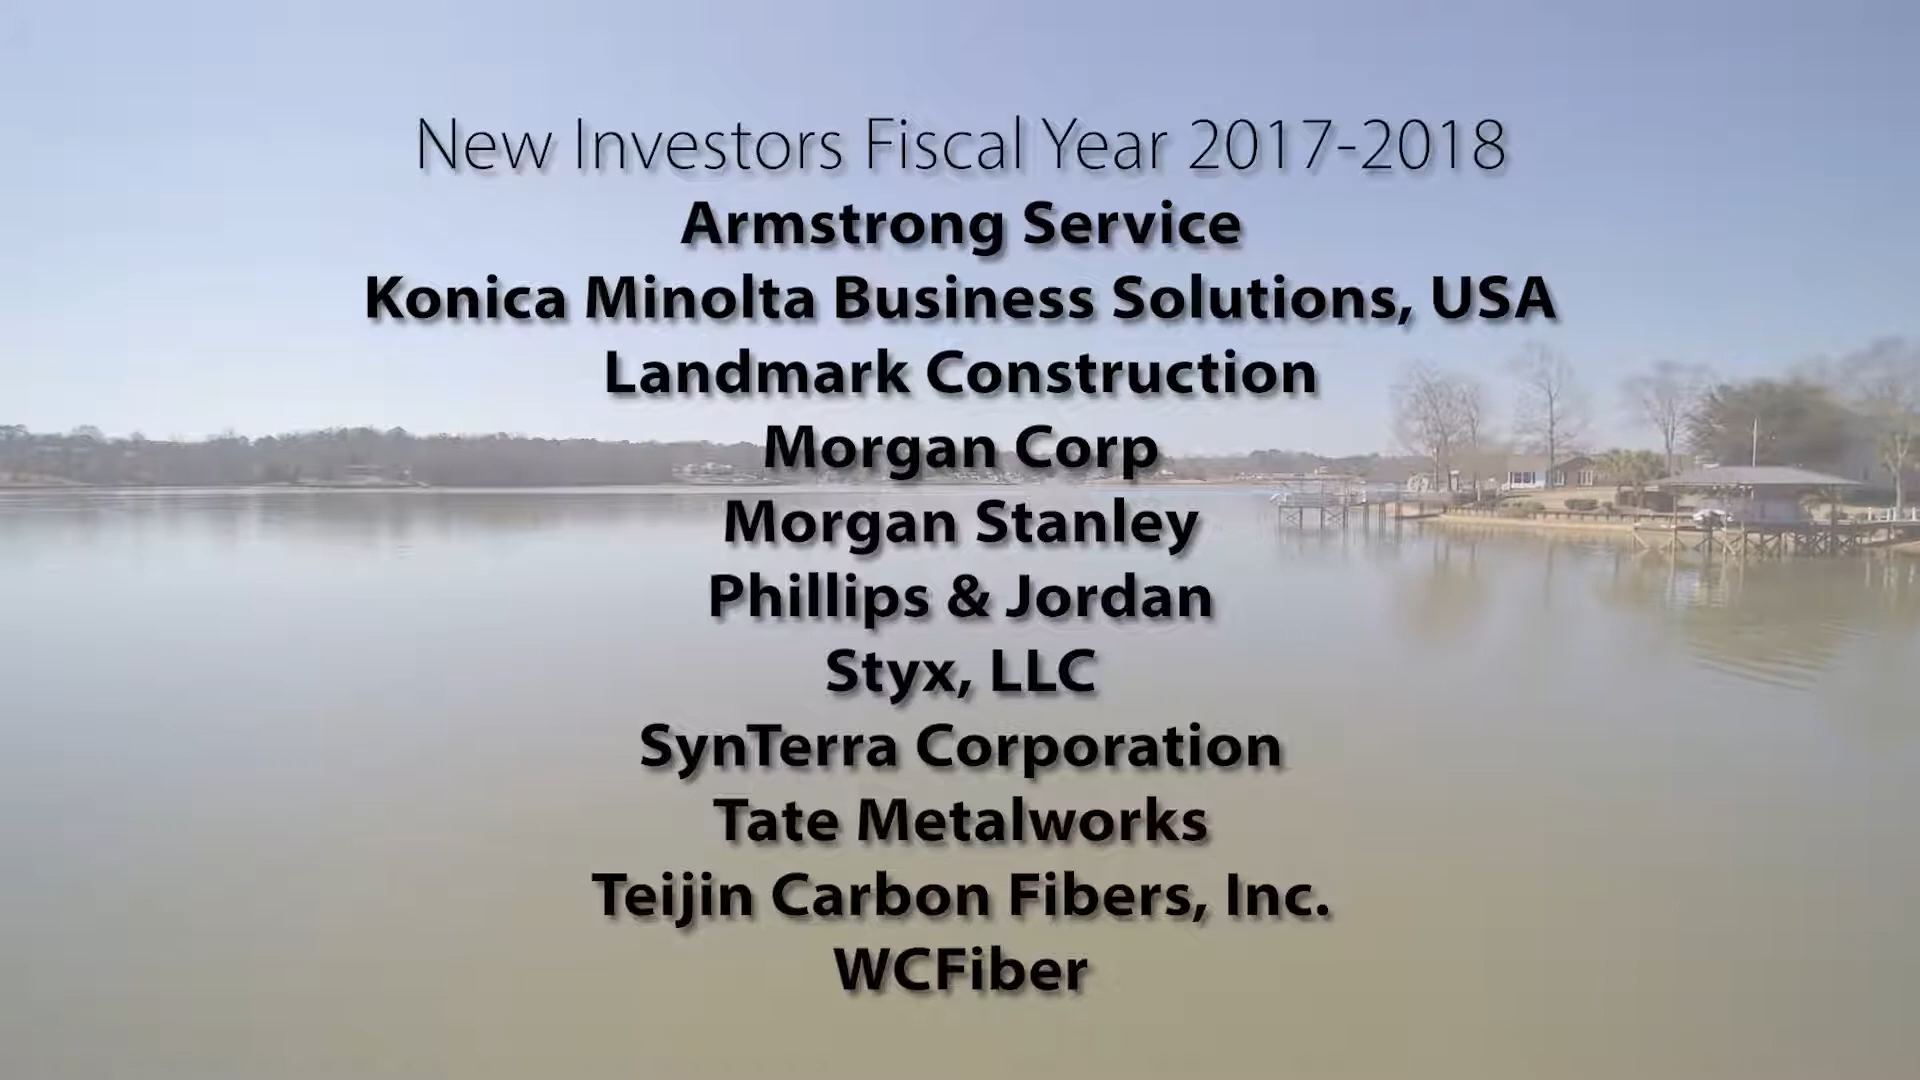 New Investors Fiscal Year 2017-2018
Armstrong Service
Konica Minolta Business Solutions, USA
Landmark Construction
Morgan Corp
Morgan Stanley
Phillips & Jordan
Styx, LLC
SynTerra Corporation
Tate Metalworks
Teijin Carbon Fibers, Inc.
WCFiber